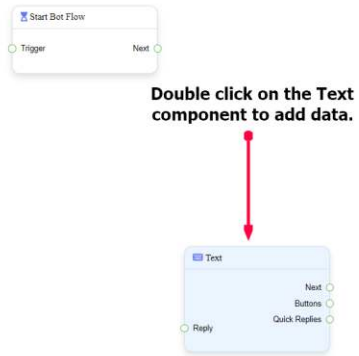 Start Bot Flow
Trigger Next
Double click on the Text
component to add data.
Text
Next
Buttons
Quick Replies
Reply